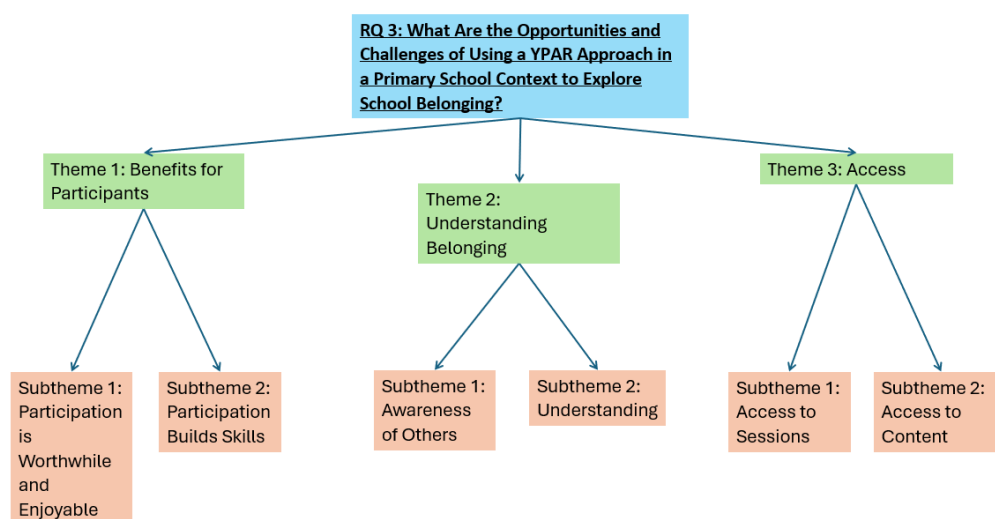 RQ 3: What Are the Opportunities and
Challenges of Using a YPAR Approach in
a Primary School Context to Explore
School Belonging?
Theme 1: Benefits for
Participants
Theme 2:
Understanding
Belonging
Theme 3: Access
Subtheme 1:
Participation
is
Worthwhile
and
Enjoyable
Subtheme 2:
Participation
Builds Skills
Subtheme 1:
Awareness
of Others
Subtheme 2:
Understanding
Subtheme 1:
Access to
Sessions
Subtheme 2:
Access to
Content